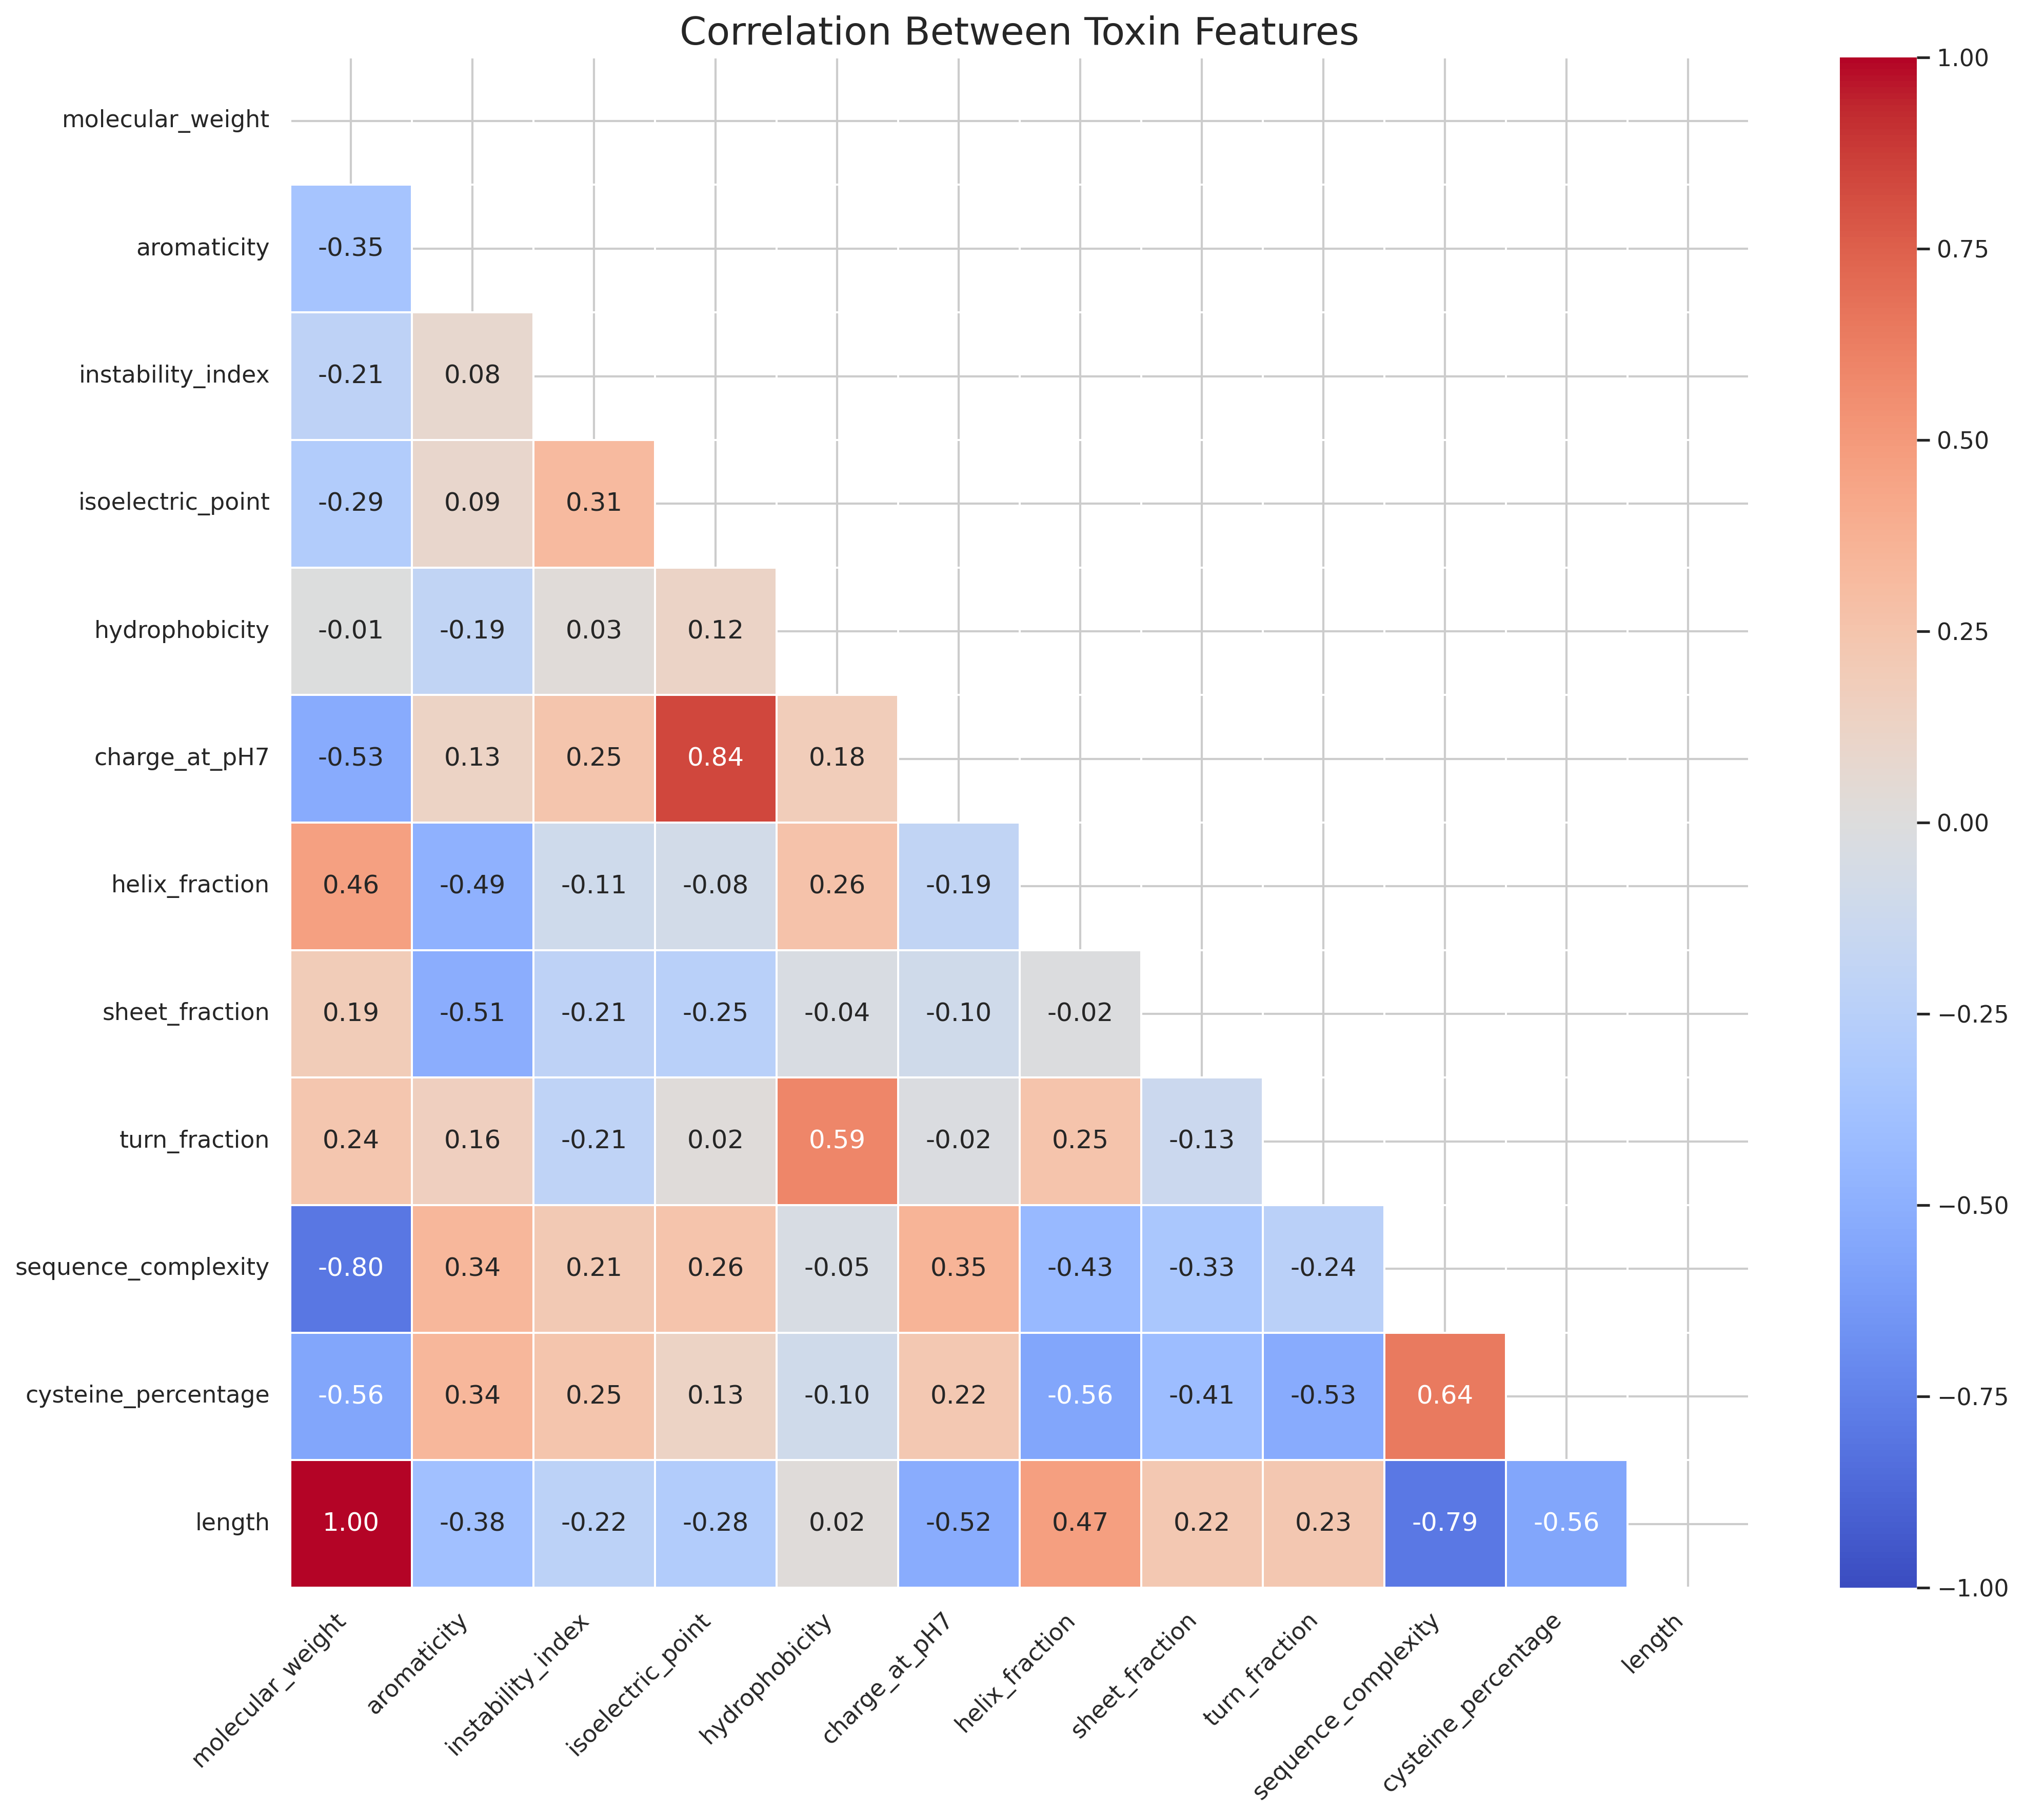 Correlation Between Toxin Features
molecular_weight
aromaticity -0.35
instability_index -0.21 0.08
isoelectric_point -0.29 0.09 0.31
hydrophobicity -0.01 -0.19 0.03 0.12
charge_at_pH7 -0.53 0.13 0.25 0.84 0.18
helix_fraction 0.46 -0.49 -0.11 -0.08 0.26 -0.19
sheet_fraction 0.19 -0.51 -0.21 -0.25 -0.04 -0.10 -0.02
turn_fraction 0.24 0.16 -0.21 0.02 0.59 -0.02 0.25 -0.13
sequence_complexity -0.80 0.34 0.21 0.26 -0.05 0.35 -0.43 -0.33 -0.24
cysteine_percentage -0.56 0.34 0.25 0.13 -0.10 0.22 -0.56 -0.41 -0.53 0.64
length 1.00 -0.38 -0.22 -0.28 0.02 -0.52 0.47 0.22 0.23 -0.79 -0.56
molecular_weight
aromaticity
instability_index
isoelectric_point
hydrophobicity
charge_at_pH7
helix_fraction
sheet_fraction
turn_fraction
sequence_complexity
cysteine_percentage
length
1.00
0.75
0.50
0.25
0.00
−0.25
−0.50
−0.75
−1.00